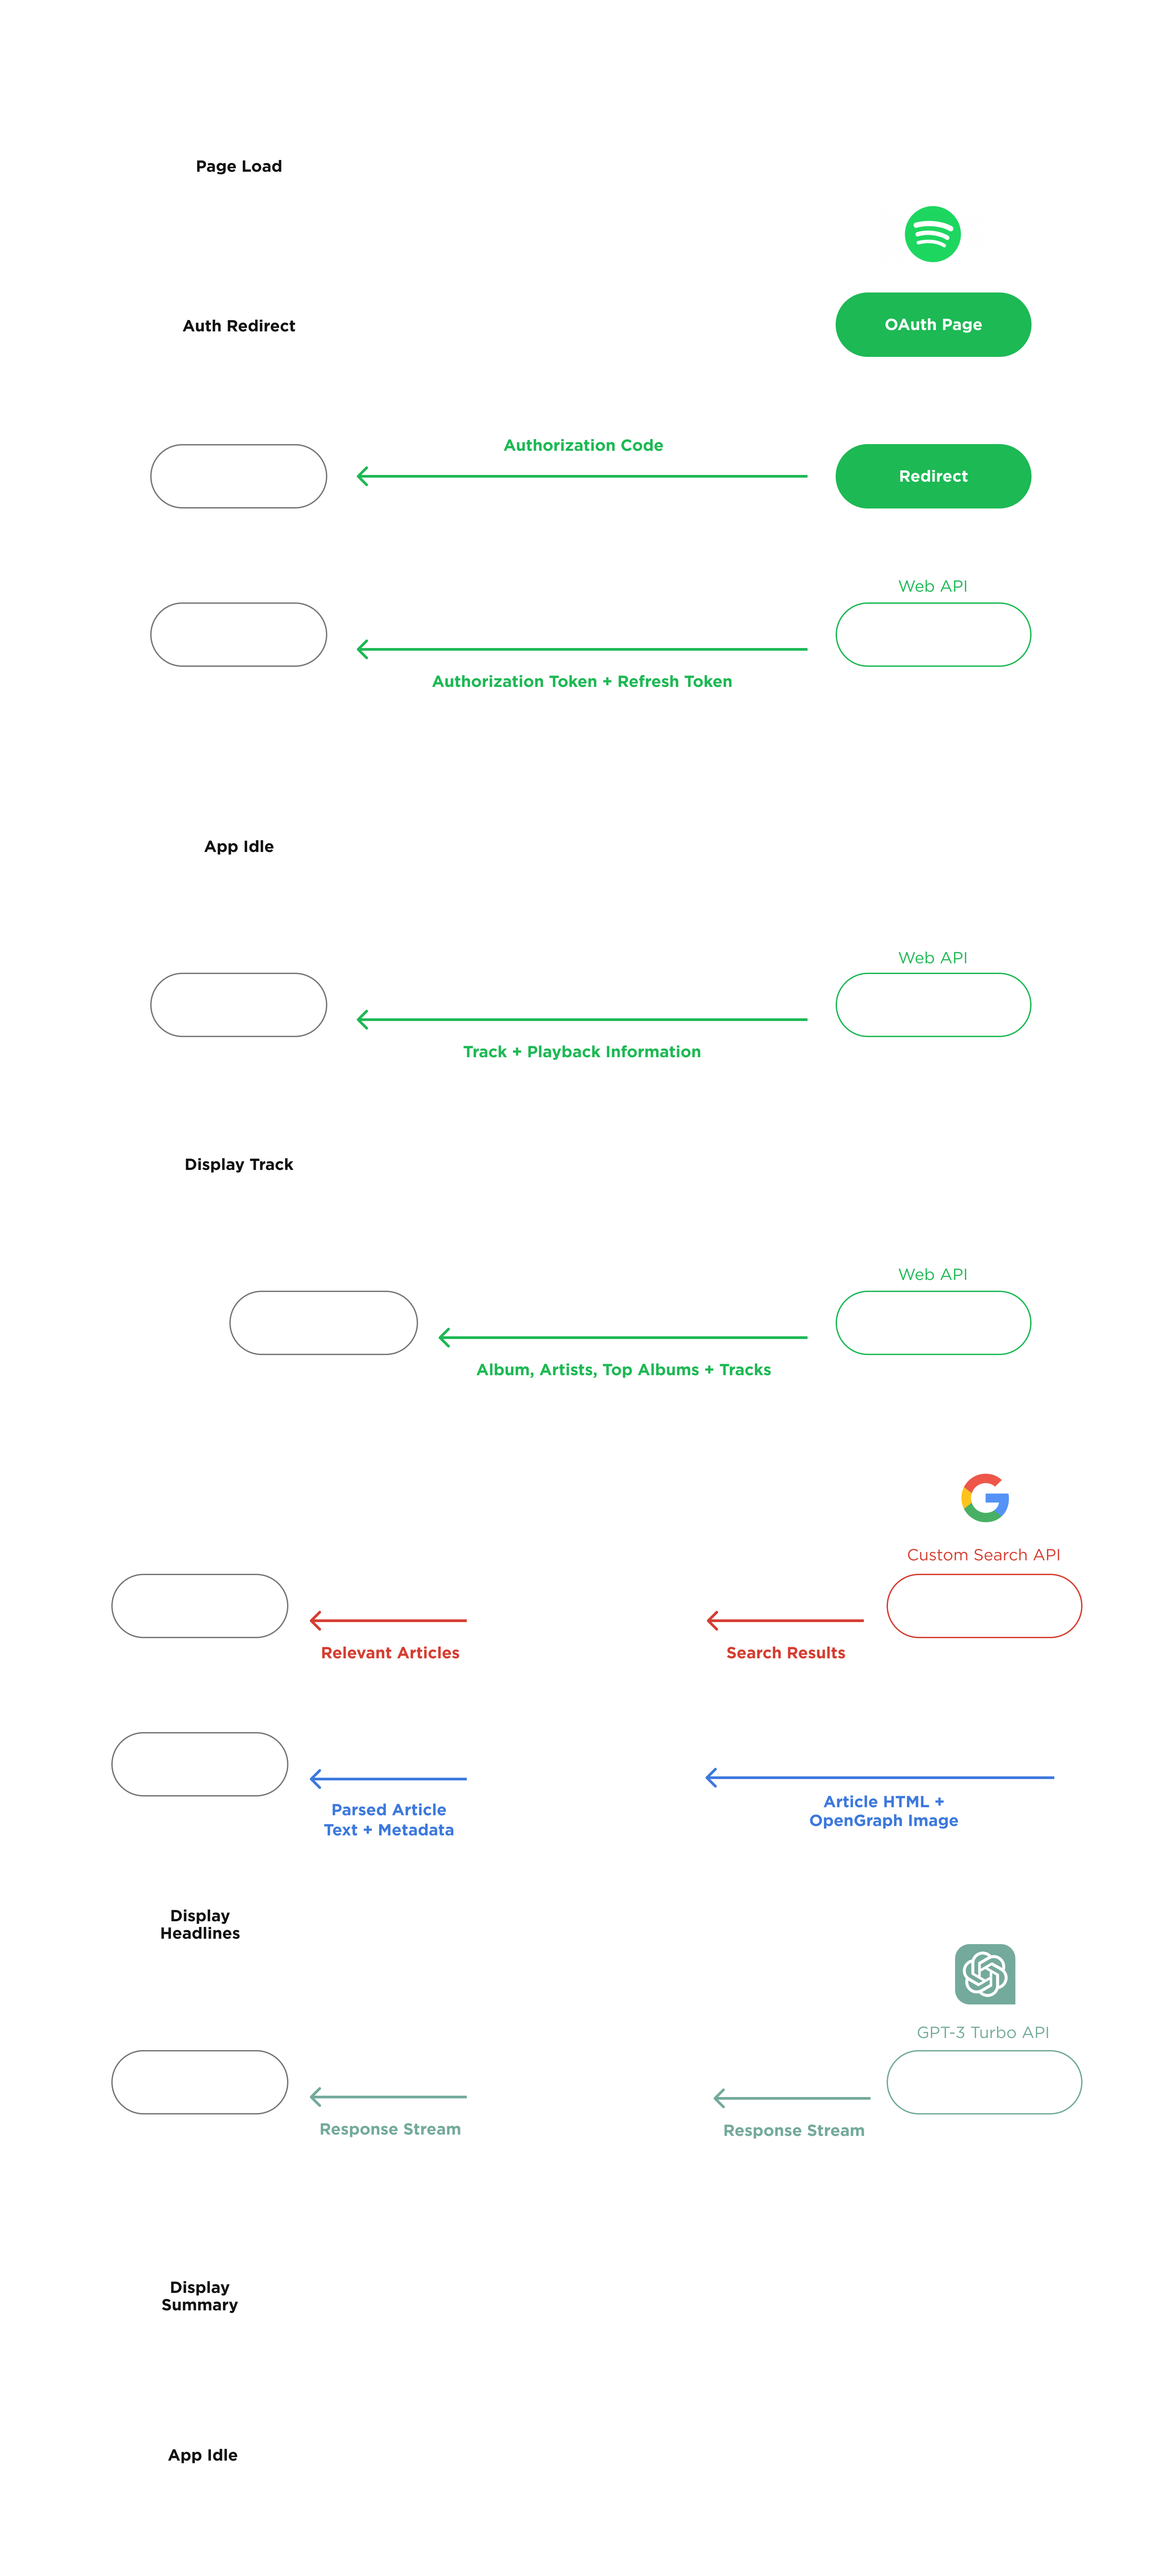 Page Load
Auth Redirect
OAuth Page
Authorization Code
Redirect
Web API
Authorization Token + Refresh Token
App Idle
Web API
Track + Playback Information
Display Track
Web API
Album, Artists, Top Albums + Tracks
Custom Search API
Relevant Articles
Search Results
Parsed Article
Text + Metadata
Article HTML +
OpenGraph Image
Display
Headlines
GPT-3 Turbo API
Response Stream
Response Stream
Display
Summary
App Idle